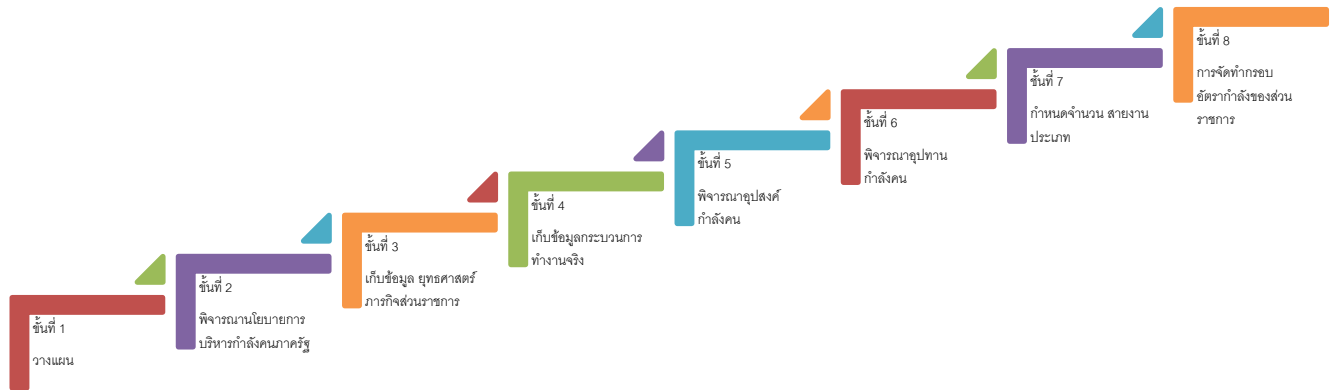 ขั้นที่ 1
วางแผน
ขั้นที่ 2
พิจารณานโยบายการ
บริหารกำลังคนภาครัฐ
ขั้นที่ 3
เก็บข้อมูล ยุทธศาสตร์
ภารกิจส่วนราชการ
ขั้นที่ 4
เก็บข้อมูลกระบวนการ
ทำงานจริง
ขั้นที่ 5
พิจารณาอุปสงค์
กำลังคน
ขั้นที่ 6
พิจารณาอุปทาน
กำลังคน
ขั้นที่ 7
กำหนดจำนวน สายงาน
ประเภท
ขั้นที่ 8
การจัดทำกรอบ
อัตรากำลังของส่วน
ราชการ